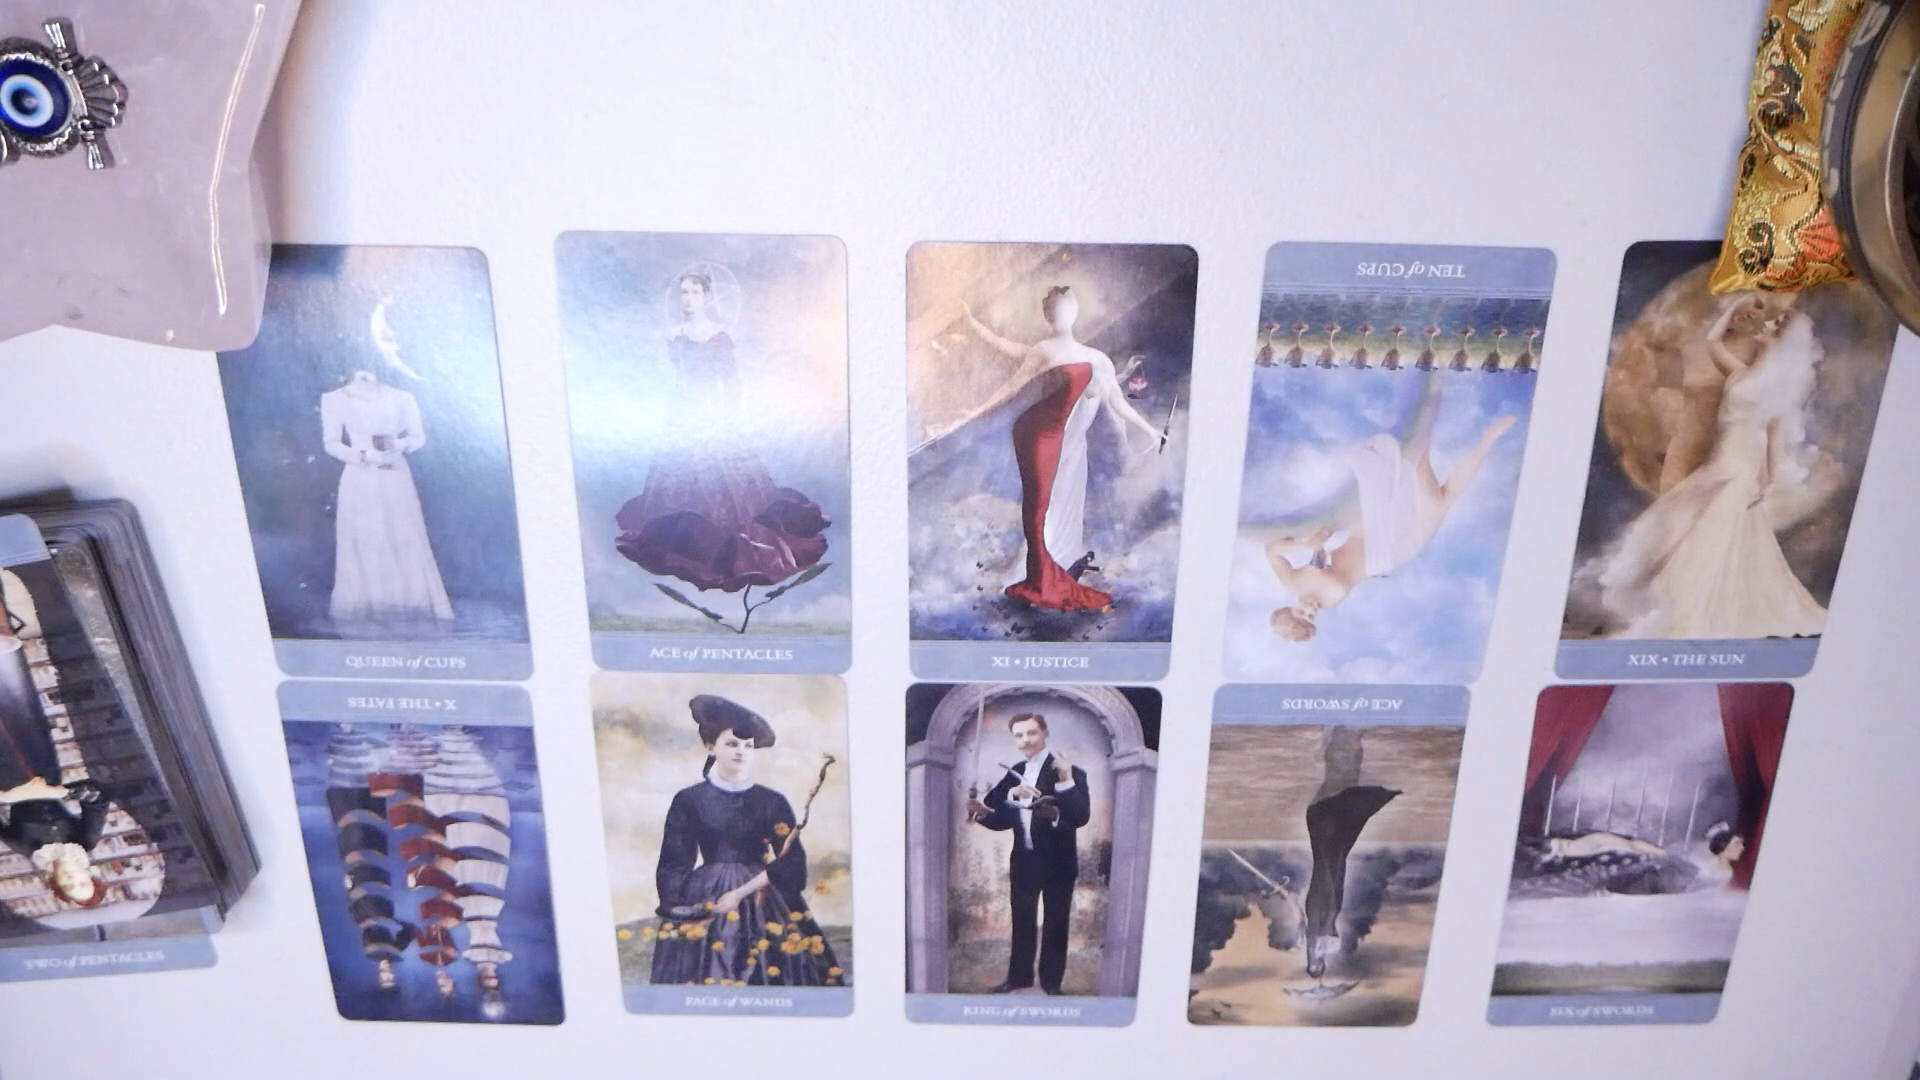 QUEEN of CUPS
ACE of PENTACLES
XI • JUSTICE
TEN of CUPS
XIX • THE SUN
X • THE FATES
PAGE of WANDS
KING of SWORDS
ACE of SWORDS
SIX of SWORDS
TWO of PENTACLES